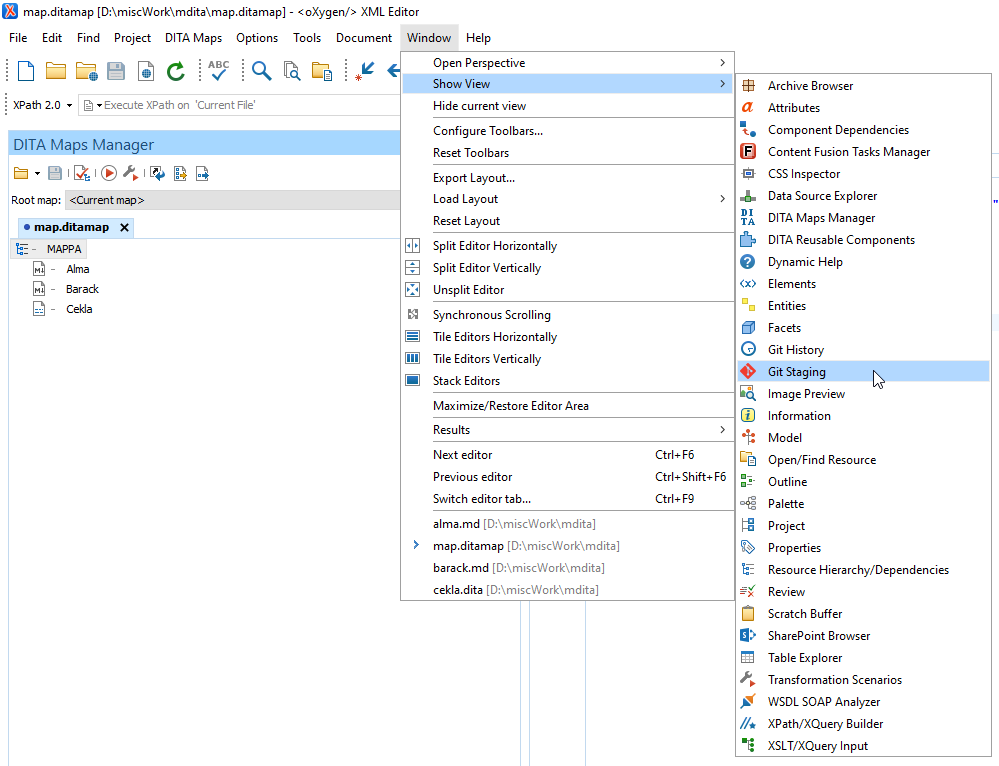 map.ditamap [D:\miscWork\mdita\map.ditamap] - <oXygen/> XML Editor
File Edit Find Project DITA Maps Options Tools Document Window Help
ABC
XPath 2.0 Execute XPath on 'Current File'
DITA Maps Manager
Root map: <Current map>
map.ditamap
MAPPA
Alma
Barack
Cekla
Open Perspective
Show View
Hide current view
Configure Toolbars...
Reset Toolbars
Export Layout...
Load Layout
Reset Layout
Split Editor Horizontally
Split Editor Vertically
Unsplit Editor
Synchronous Scrolling
Tile Editors Horizontally
Tile Editors Vertically
Stack Editors
Maximize/Restore Editor Area
Results
Next editor Ctrl+F6
Previous editor Ctrl+Shift+F6
Switch editor tab... Ctrl+F9
alma.md [D:\miscWork\mdita]
map.ditamap [D:\miscWork\mdita]
barack.md [D:\miscWork\mdita]
cekla.dita [D:\miscWork\mdita]
Archive Browser
Attributes
Component Dependencies
Content Fusion Tasks Manager
CSS Inspector
Data Source Explorer
DITA Maps Manager
DITA Reusable Components
Dynamic Help
Elements
Entities
Facets
Git History
Git Staging
Image Preview
Information
Model
Open/Find Resource
Outline
Palette
Project
Properties
Resource Hierarchy/Dependencies
Review
Scratch Buffer
SharePoint Browser
Table Explorer
Transformation Scenarios
WSDL SOAP Analyzer
XPath/XQuery Builder
XSLT/XQuery Input